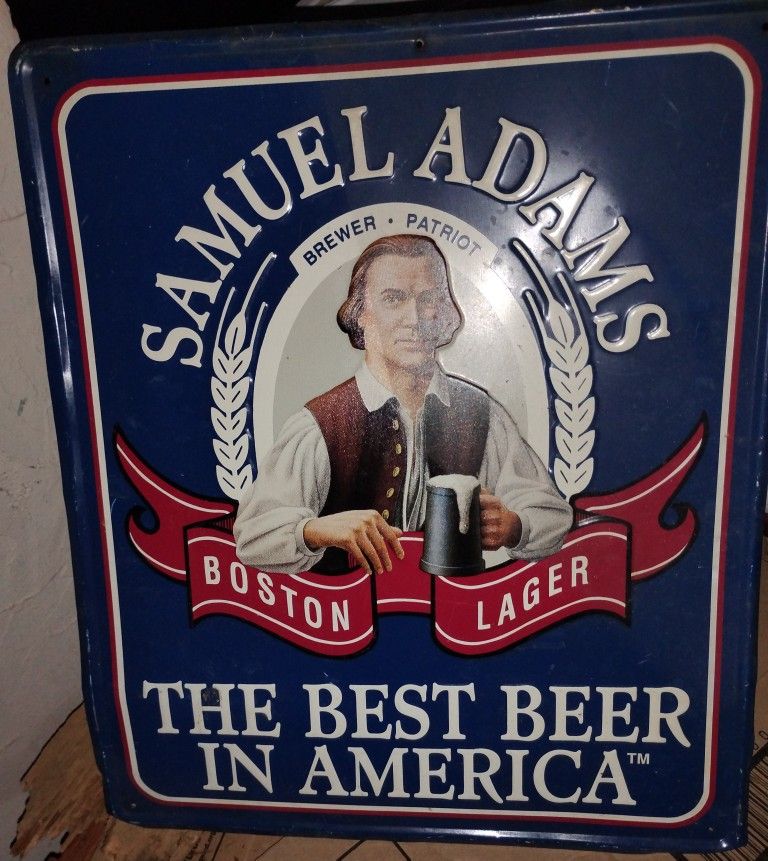 SAMUEL ADAMS
BREWER · PATRIOT
BOSTON LAGER
THE BEST BEER
IN AMERICA™